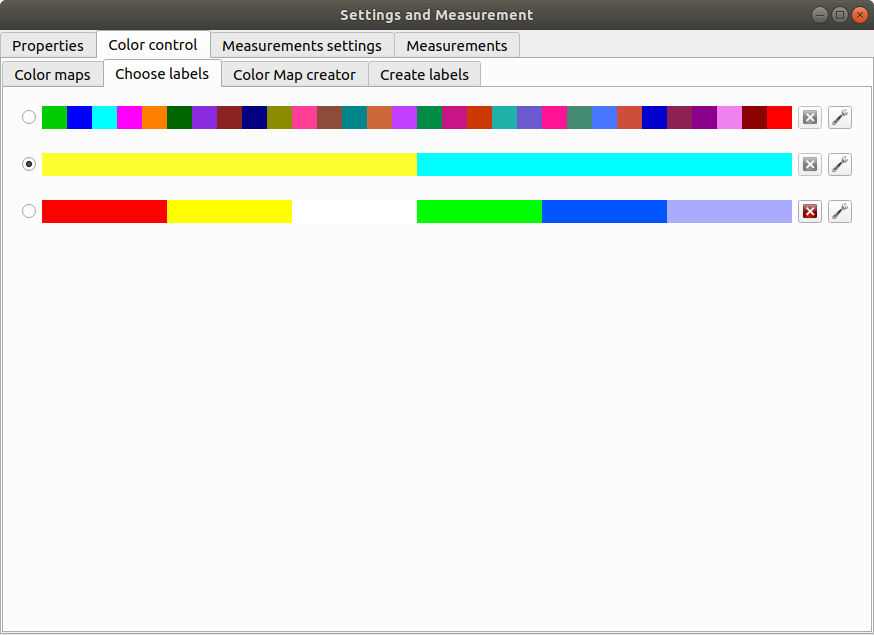 Settings and Measurement
Properties Color control Measurements settings Measurements
Color maps Choose labels Color Map creator Create labels